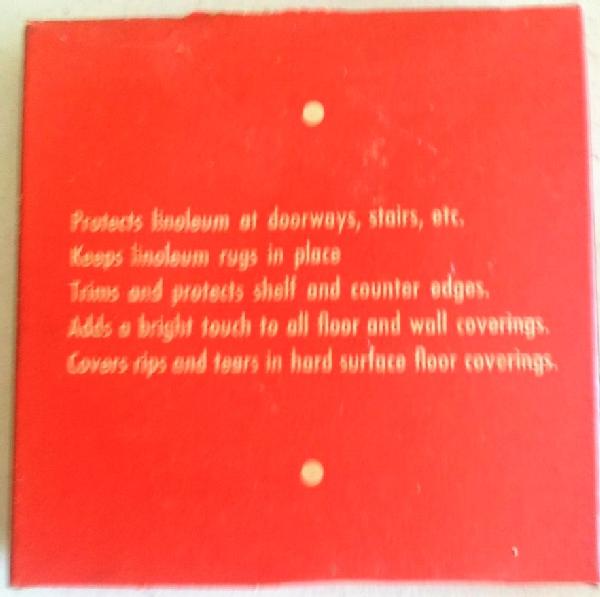 Protects linoleum at doorways, stairs, etc.
Keeps linoleum rugs in place
Trims and protects shelf and counter edges.
Adds a bright touch to all floor and wall coverings.
Covers rips and tears in hard surface floor coverings.